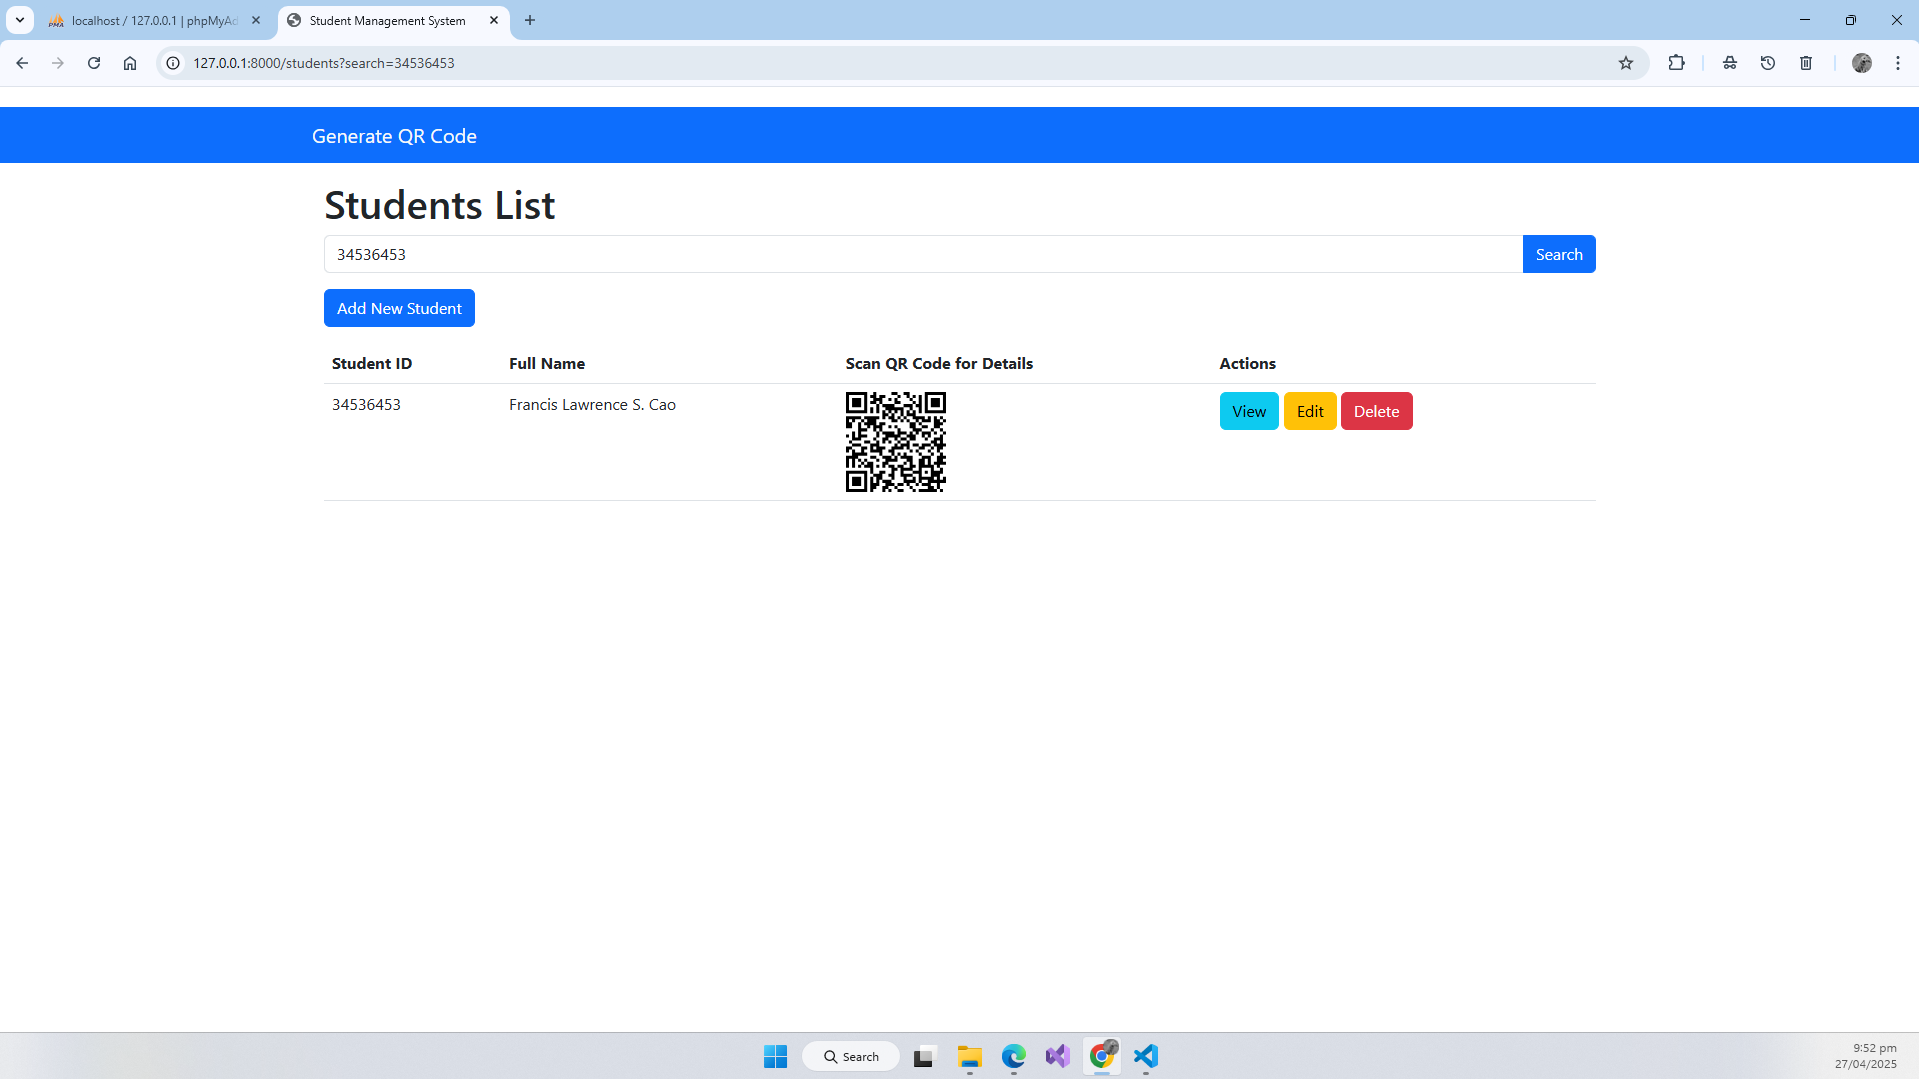 localhost / 127.0.0.1 | phpMyAd
Student Management System
127.0.0.1:8000/students?search=34536453
Generate QR Code
Students List
34536453
Search
Add New Student
Student ID Full Name Scan QR Code for Details Actions
34536453 Francis Lawrence S. Cao View Edit Delete
Search
9:52 pm
27/04/2025